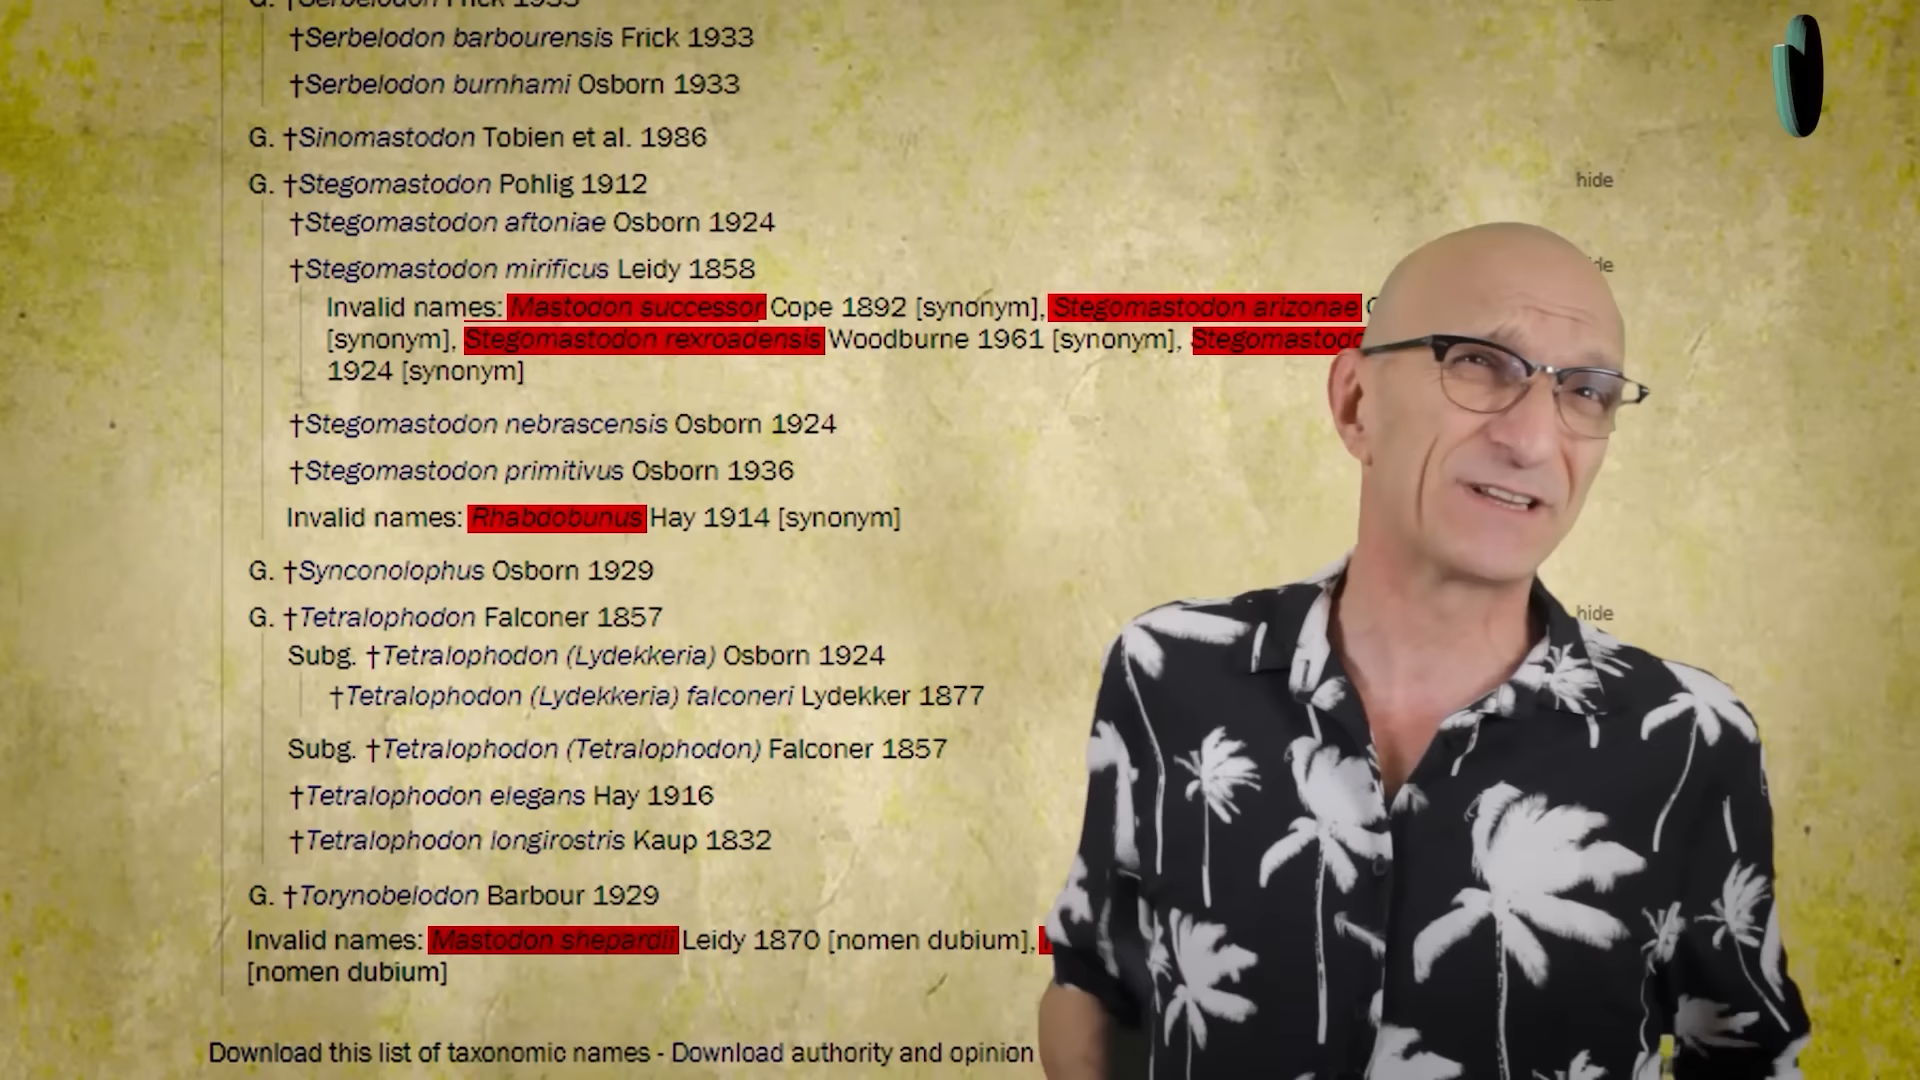 G. †Serbelodon Frick 1933
†Serbelodon barbourensis Frick 1933
†Serbelodon burnhami Osborn 1933
G. †Sinomastodon Tobien et al. 1986
G. †Stegomastodon Pohlig 1912 hide
†Stegomastodon aftoniae Osborn 1924
†Stegomastodon mirificus Leidy 1858
Invalid names: Mastodon successor Cope 1892 [synonym], Stegomastodon arizonae
[synonym], Stegomastodon rexroadensis Woodburne 1961 [synonym],
1924 [synonym]
†Stegomastodon nebrascensis Osborn 1924
†Stegomastodon primitivus Osborn 1936
Invalid names: Rhabdobunus Hay 1914 [synonym]
G. †Synconolophus Osborn 1929
G. †Tetralophodon Falconer 1857 hide
Subg. †Tetralophodon (Lydekkeria) Osborn 1924
†Tetralophodon (Lydekkeria) falconeri Lydekker 1877
Subg. †Tetralophodon (Tetralophodon) Falconer 1857
†Tetralophodon elegans Hay 1916
†Tetralophodon longirostris Kaup 1832
G. †Torynobelodon Barbour 1929
Invalid names: Mastodon shepardii Leidy 1870 [nomen dubium],
[nomen dubium]
Download this list of taxonomic names - Download authority and opinion